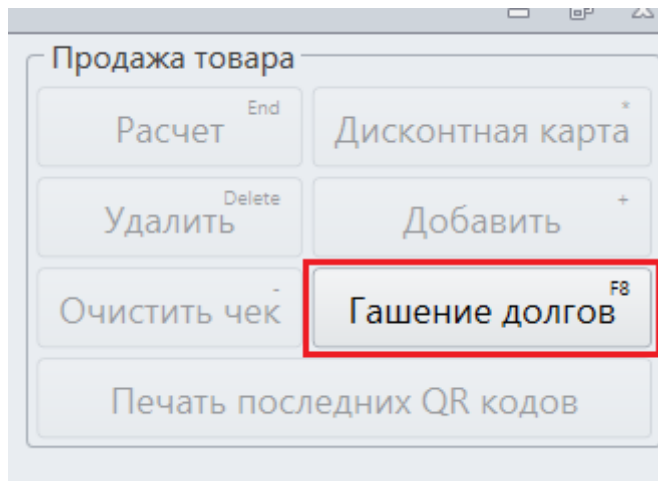 Продажа товара
End
Расчет
*
Дисконтная карта
Delete
Удалить
+
Добавить
-
Очистить чек
F8
Гашение долгов
Печать последних QR кодов